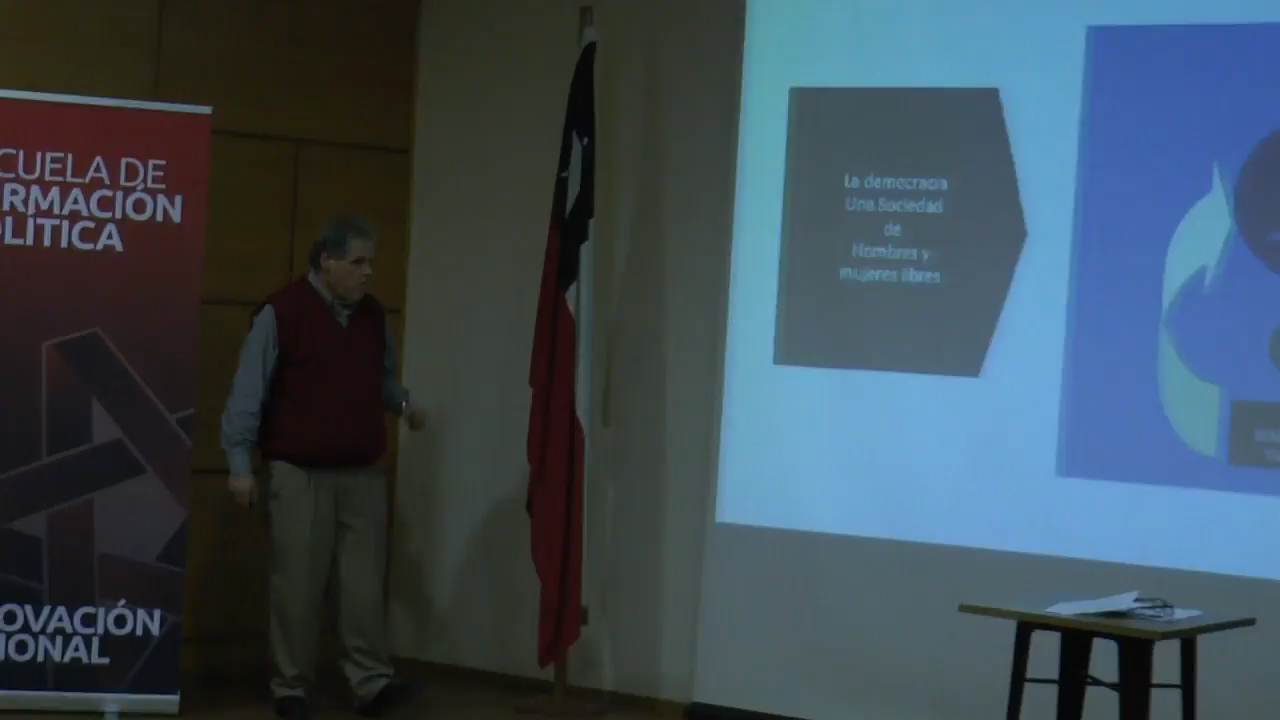 CUELA DE
RMACIÓN
LÍTICA
OVACIÓN
IONAL
La democracia
Una Sociedad
de
Hombres y
mujeres libres